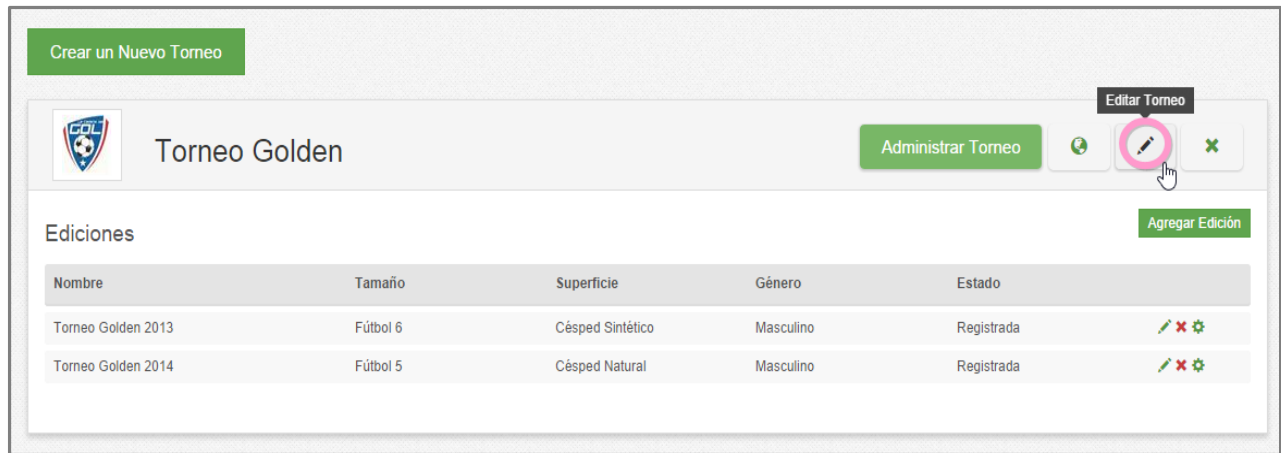 Crear un Nuevo Torneo
Editar Torneo
GOL
Torneo Golden
Administrar Torneo
Ediciones
Agregar Edición
Nombre Tamaño Superficie Género Estado
Torneo Golden 2013 Fútbol 6 Césped Sintético Masculino Registrada
Torneo Golden 2014 Fútbol 5 Césped Natural Masculino Registrada